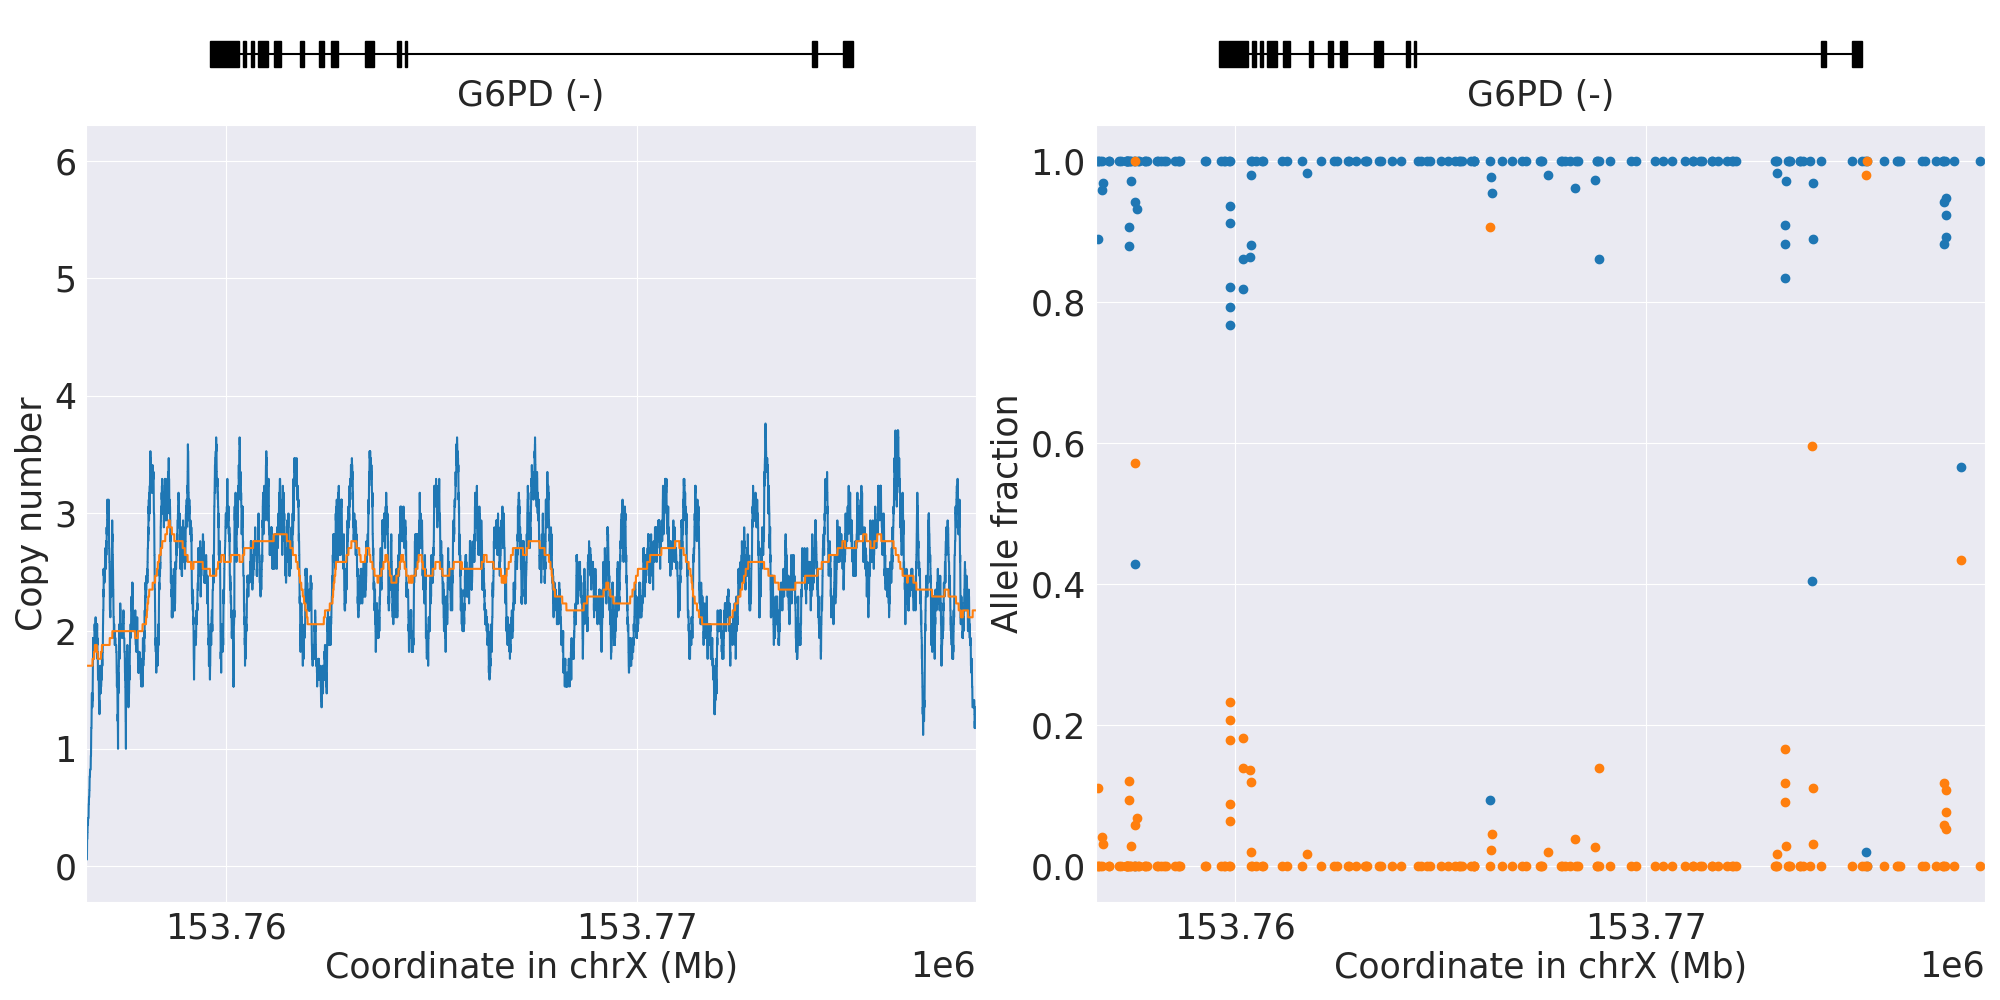 G6PD (-)
6
5
4
3
2
1
0
Copy number
153.76
153.77
Coordinate in chrX (Mb)
1e6
G6PD (-)
1.0
0.8
0.6
0.4
0.2
0.0
Allele fraction
153.76
153.77
Coordinate in chrX (Mb)
1e6